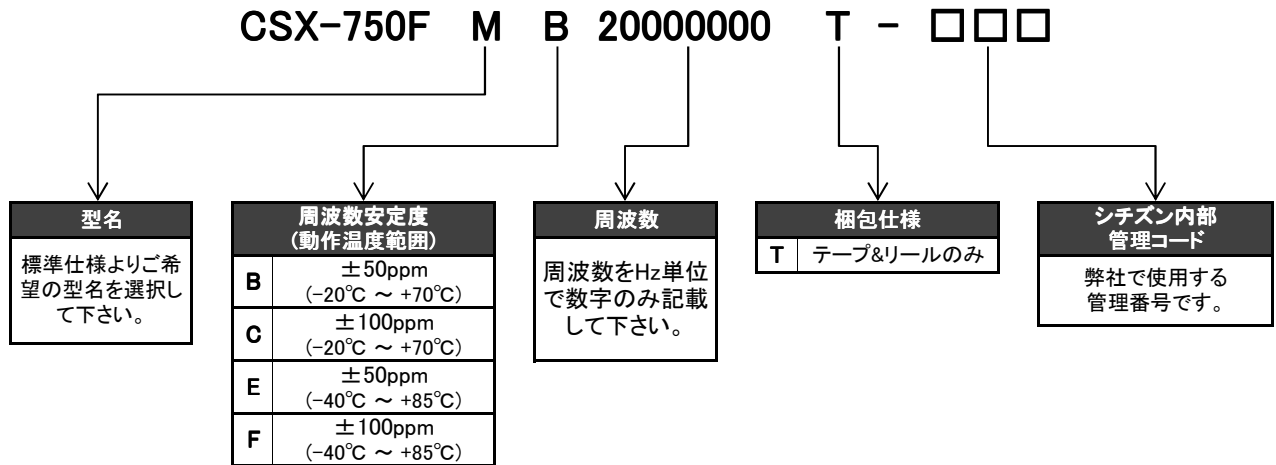 CSX-750F M B 20000000 T - □□□
型名
標準仕様よりご希
望の型名を選択し
て下さい。
周波数安定度
(動作温度範囲)
B ±50ppm
(-20℃ ～ +70℃)
C ±100ppm
(-20℃ ～ +70℃)
E ±50ppm
(-40℃ ～ +85℃)
F ±100ppm
(-40℃ ～ +85℃)
周波数
周波数をHz単位
で数字のみ記載
して下さい。
梱包仕様
T テープ&リールのみ
シチズン内部
管理コード
弊社で使用する
管理番号です。